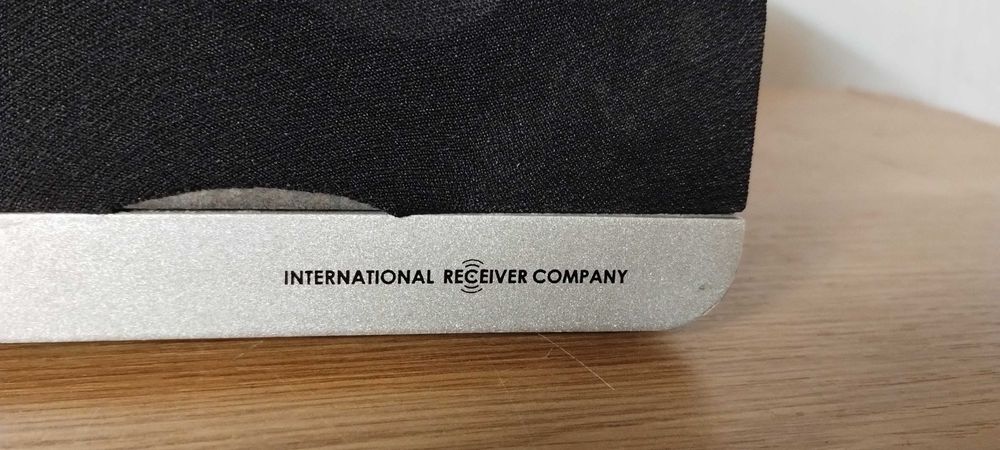 INTERNATIONAL RECEIVER COMPANY